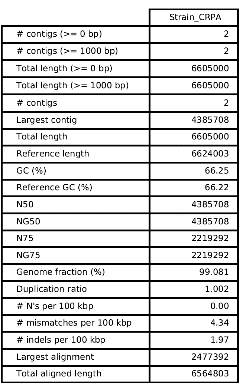 Strain_CRPA
# contigs (>= 0 bp) 2
# contigs (>= 1000 bp) 2
Total length (>= 0 bp) 6605000
Total length (>= 1000 bp) 6605000
# contigs 2
Largest contig 4385708
Total length 6605000
Reference length 6624003
GC (%) 66.25
Reference GC (%) 66.22
N50 4385708
NG50 4385708
N75 2219292
NG75 2219292
Genome fraction (%) 99.081
Duplication ratio 1.002
# N's per 100 kbp 0.00
# mismatches per 100 kbp 4.34
# indels per 100 kbp 1.97
Largest alignment 2477392
Total aligned length 6564803